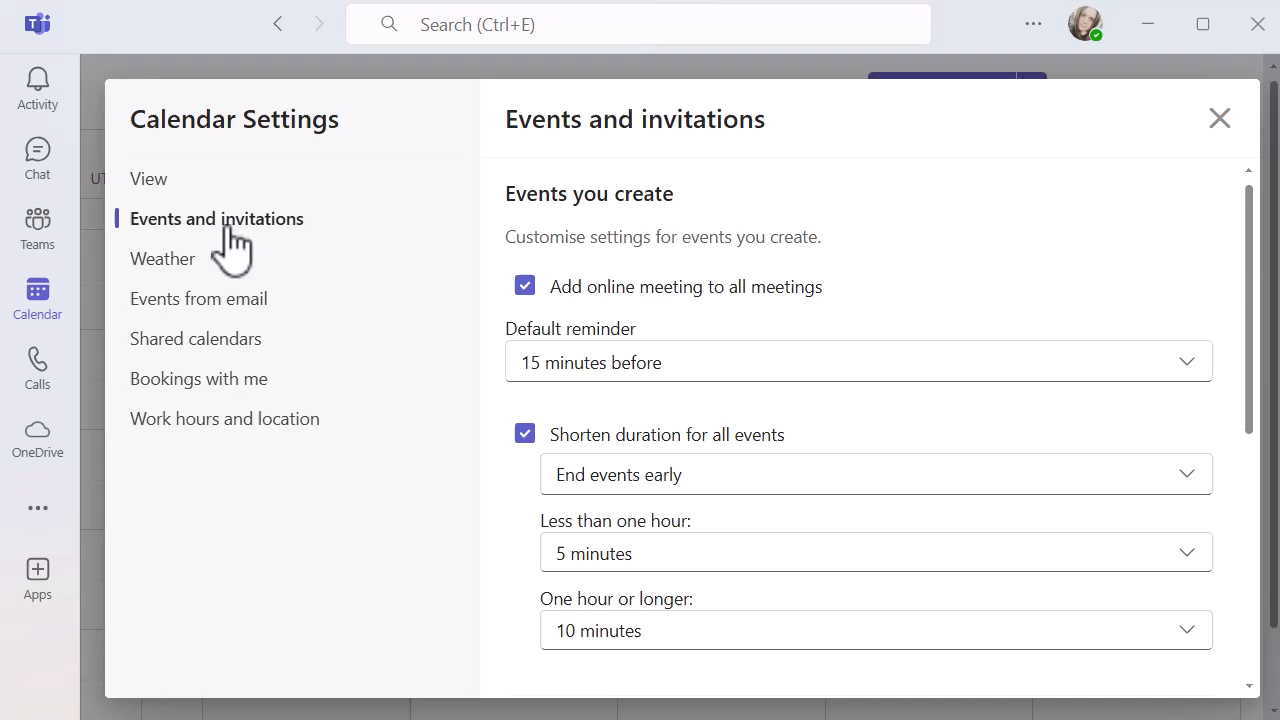 Search (Ctrl+E)
Activity
Chat
Teams
Calendar
Calls
OneDrive
Apps
UT
Calendar Settings
View
Events and invitations
Weather
Events from email
Shared calendars
Bookings with me
Work hours and location
Events and invitations
Events you create
Customise settings for events you create.
Add online meeting to all meetings
Default reminder
15 minutes before
Shorten duration for all events
End events early
Less than one hour:
5 minutes
One hour or longer:
10 minutes